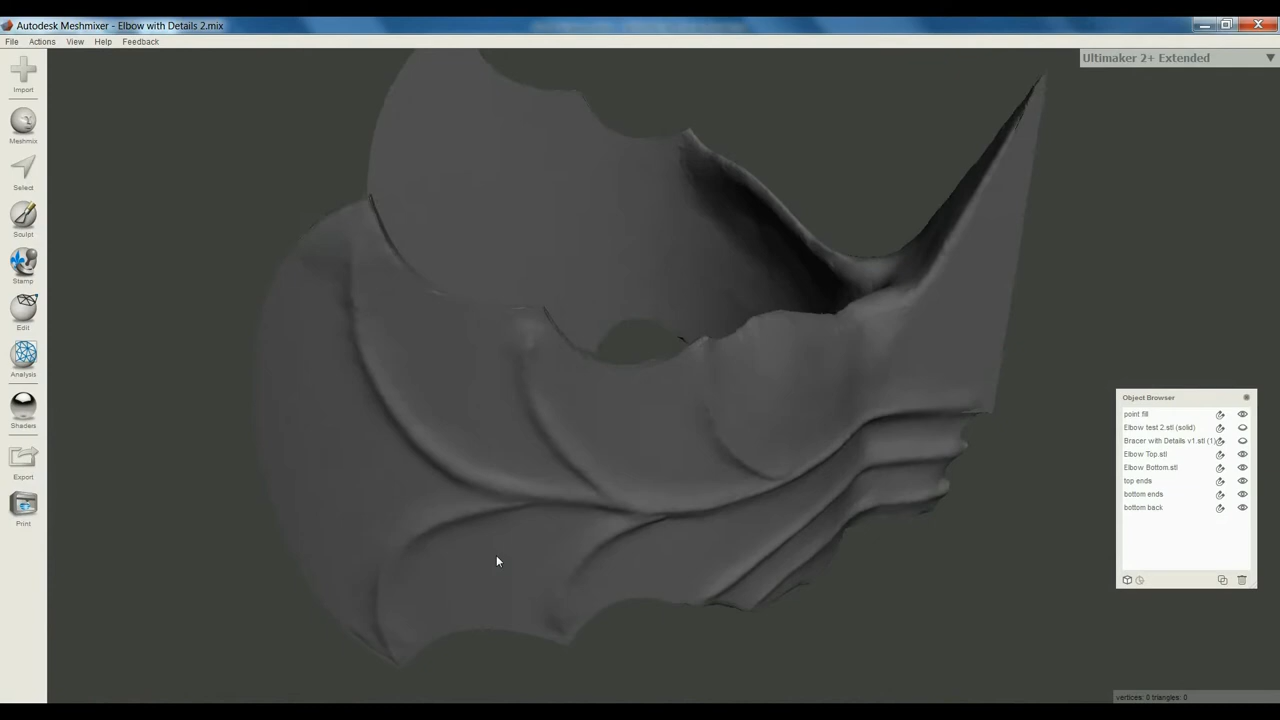 Autodesk Meshmixer - Elbow with Details 2.mix
File Actions View Help Feedback
Ultimaker 2+ Extended
Import
Meshmix
Select
Sculpt
Stamp
Edit
Analysis
Shaders
Export
Print
Object Browser
point fill
Elbow test 2.stl (solid)
Bracer with Details v1.stl (1)
Elbow Top.stl
Elbow Bottom.stl
top ends
bottom ends
bottom back
vertices: 0 triangles: 0